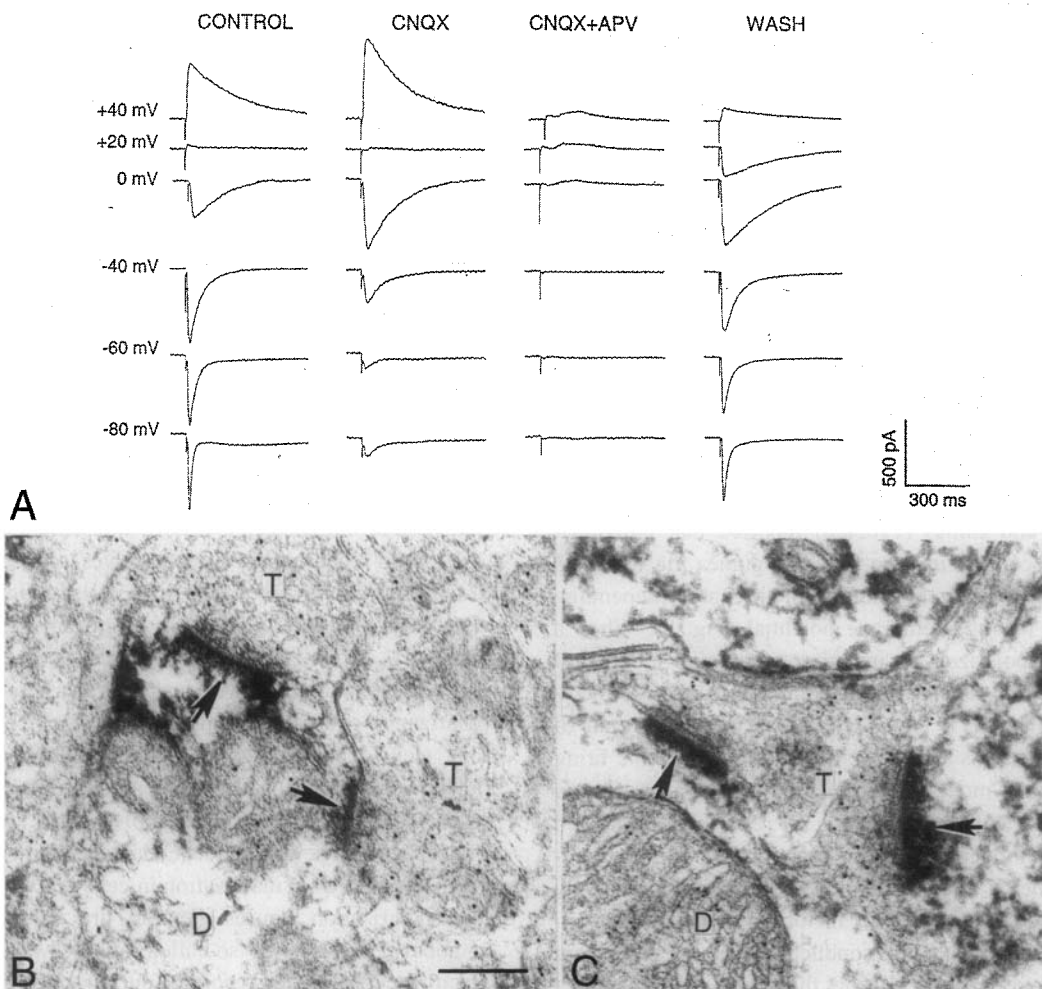 CONTROL CNQX CNQX+APV WASH
+40 mV
+20 mV
0 mV
-40 mV
-60 mV
-80 mV
500 pA
300 ms
A
T
T
D
B
T
D
C